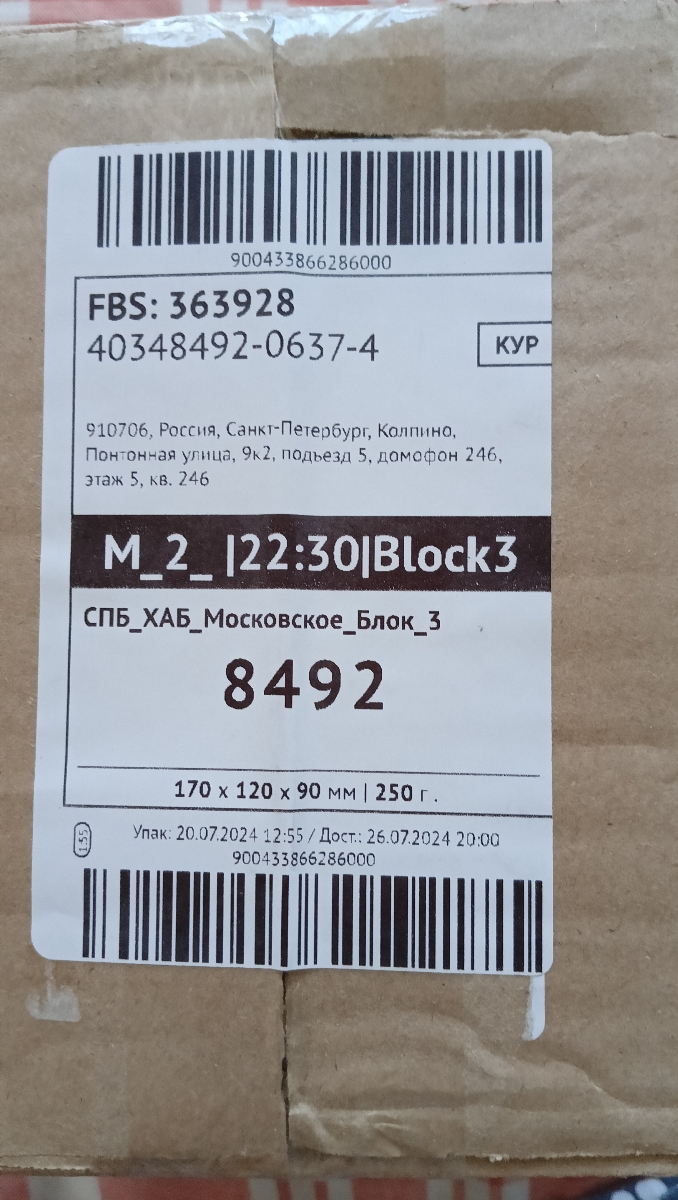 900433866286000
FBS: 363928
40348492-0637-4
КУР
910706, Россия, Санкт-Петербург, Колпино,
Понтонная улица, 9к2, подъезд 5, домофон 246,
этаж 5, кв. 246
M_2_ |22:30|Block3
СПБ_ХАБ_Московское_Блок_3
8492
170 x 120 x 90 мм | 250 г.
1.55
Упак: 20.07.2024 12:55 / Дост.: 26.07.2024 20:00
900433866286000